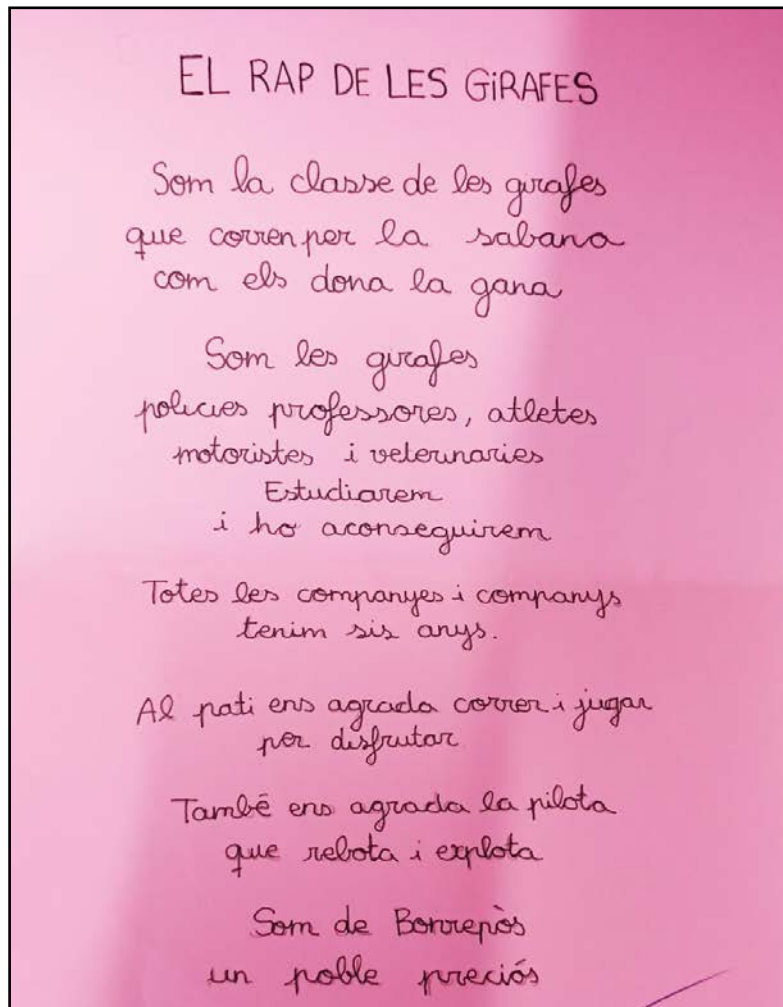 EL RAP DE LES GIRAFES
Som la classe de les girafes
que corren per la sabana
com els dona la gana
Som les girafes
policies professores, atletes
motoristes i veterinaries
Estudiarem
i ho aconseguirem
Totes les companyes i companys
tenim sis anys.
Al pati ens agrada correr i jugar
per disfrutar
També ens agrada la pilota
que rebota i explota
Som de Bonrepòs
un poble preciós